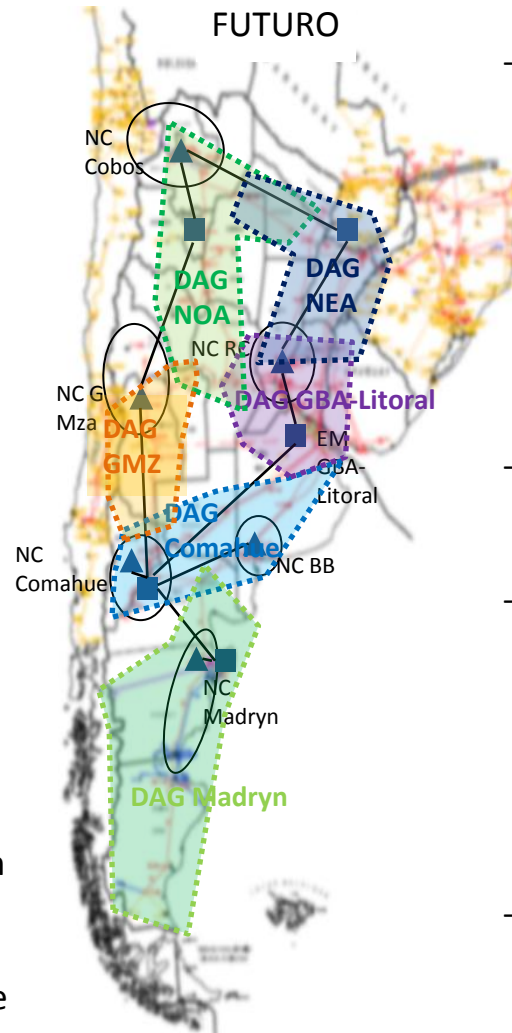 FUTURO
NC
Cobos
DAG
NOA
DAG
NEA
NC RC
NC G
Mza
DAG GBA-Litoral
DAG
GMZ
EM
GBA-
Litoral
DAG
Comahue
NC
Comahue
NC BB
NC
Madryn
DAG Madryn
n
e